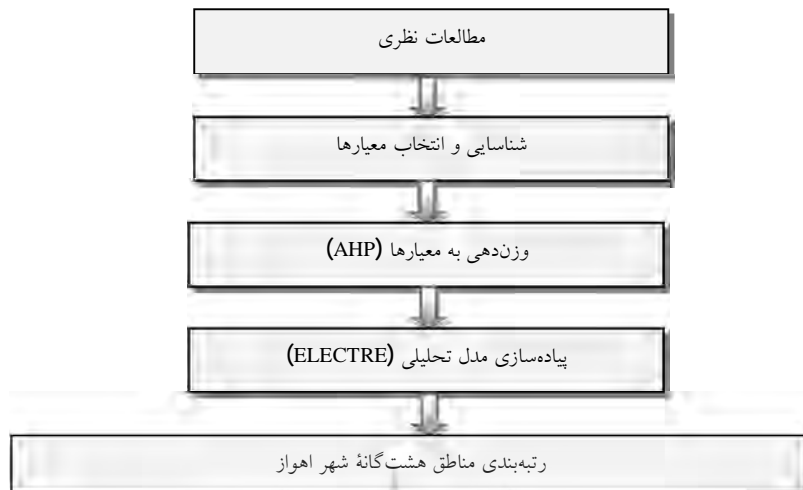 مطالعات نظری
شناسایی و انتخاب معیارها
وزن‌دهی به معیارها (AHP)
پیاده‌سازی مدل تحلیلی (ELECTRE)
رتبه‌بندی مناطق هشت‌گانۀ شهر اهواز